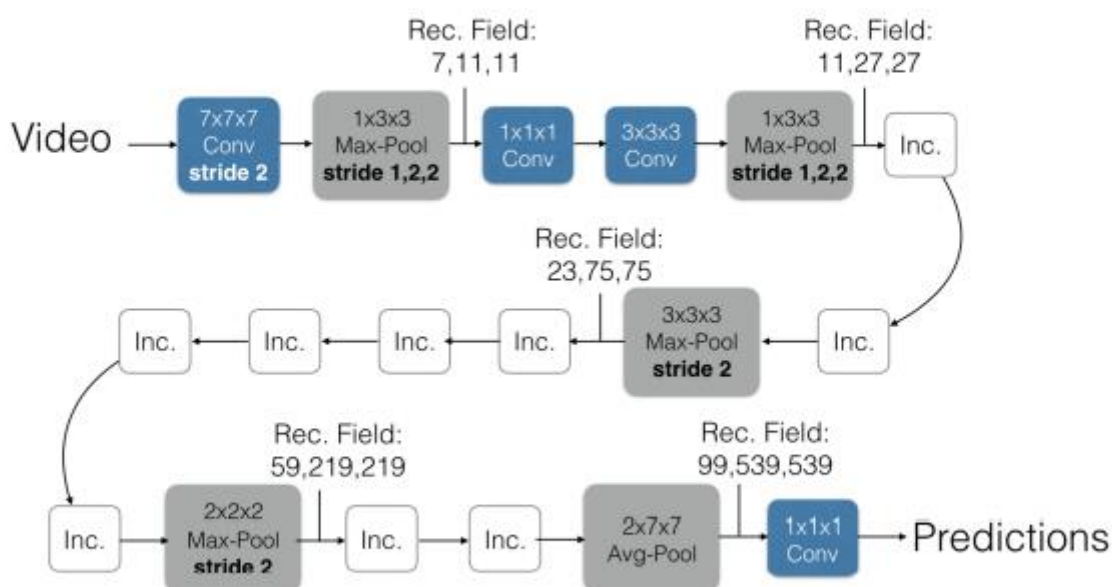 Rec. Field:
7,11,11
Rec. Field:
11,27,27
Video
7x7x7
Conv
stride 2
1x3x3
Max-Pool
stride 1,2,2
1x1x1
Conv
3x3x3
Conv
1x3x3
Max-Pool
stride 1,2,2
Inc.
Rec. Field:
23,75,75
Inc.
3x3x3
Max-Pool
stride 2
Inc.
Inc.
Inc.
Inc.
Inc.
2x2x2
Max-Pool
stride 2
Rec. Field:
59,219,219
Inc.
Inc.
2x7x7
Avg-Pool
Rec. Field:
99,539,539
1x1x1
Conv
Predictions